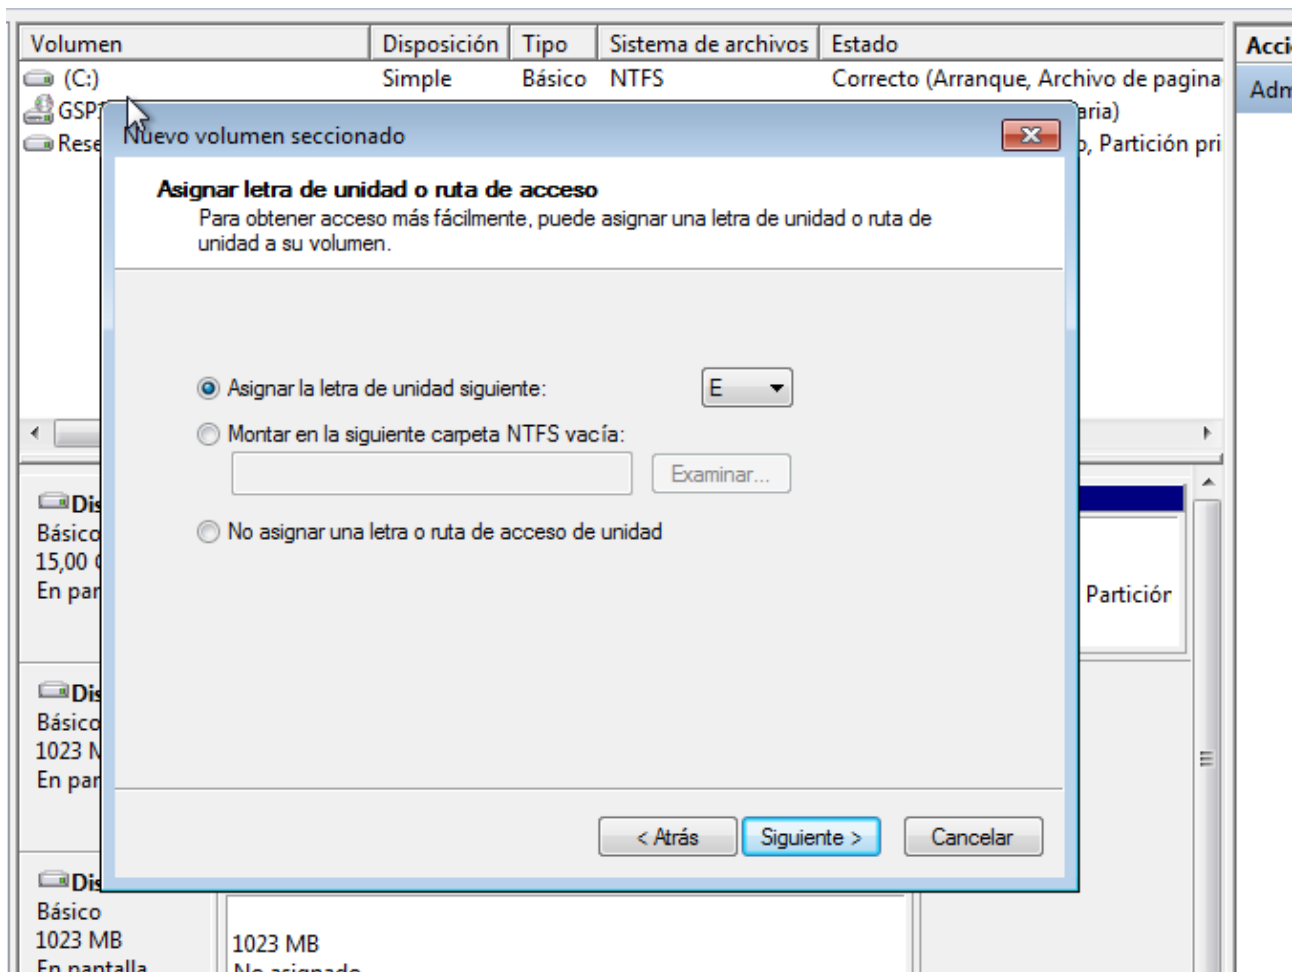 Volumen Disposición Tipo Sistema de archivos Estado
(C:) Simple Básico NTFS Correcto (Arranque, Archivo de pagina
Nuevo volumen seccionado
Partición pri
Asignar letra de unidad o ruta de acceso
Para obtener acceso más fácilmente, puede asignar una letra de unidad o ruta de
unidad a su volumen.
Asignar la letra de unidad siguiente: E
Montar en la siguiente carpeta NTFS vacía:
Examinar...
No asignar una letra o ruta de acceso de unidad
Básico
15,00
En par
Partición
Básico
1023 M
En par
< Atrás Siguiente > Cancelar
Básico
1023 MB
En pantalla
1023 MB
No asignado